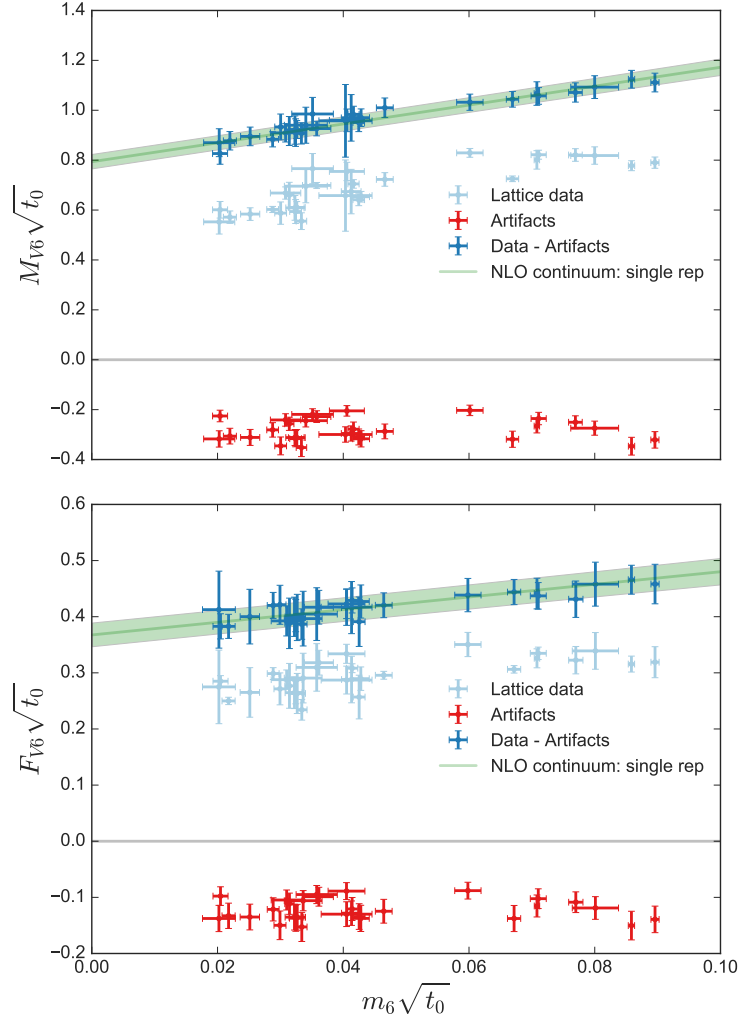 1.4
1.2
1.0
0.8
0.6
0.4
0.2
0.0
−0.2
−0.4
M_{V6}√t_0
Lattice data
Artifacts
Data - Artifacts
NLO continuum: single rep
0.6
0.5
0.4
0.3
0.2
0.1
0.0
−0.1
−0.2
F_{V6}√t_0
Lattice data
Artifacts
Data - Artifacts
NLO continuum: single rep
0.00 0.02 0.04 0.06 0.08 0.10
m_6√t_0